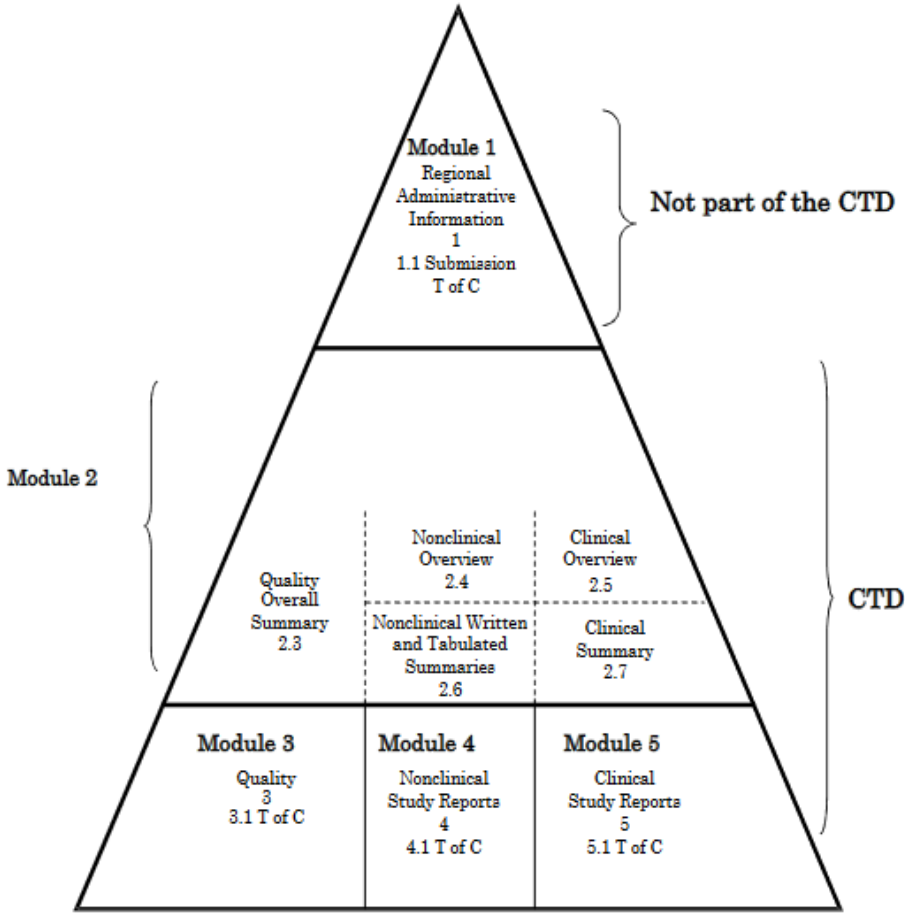 Module 1
Regional
Administrative
Information
1
1.1 Submission
T of C
Not part of the CTD
Module 2
Quality
Overall
Summary
2.3
Nonclinical
Overview
2.4
Clinical
Overview
2.5
Nonclinical Written
and Tabulated
Summaries
2.6
Clinical
Summary
2.7
CTD
Module 3
Quality
3
3.1 T of C
Module 4
Nonclinical
Study Reports
4
4.1 T of C
Module 5
Clinical
Study Reports
5
5.1 T of C